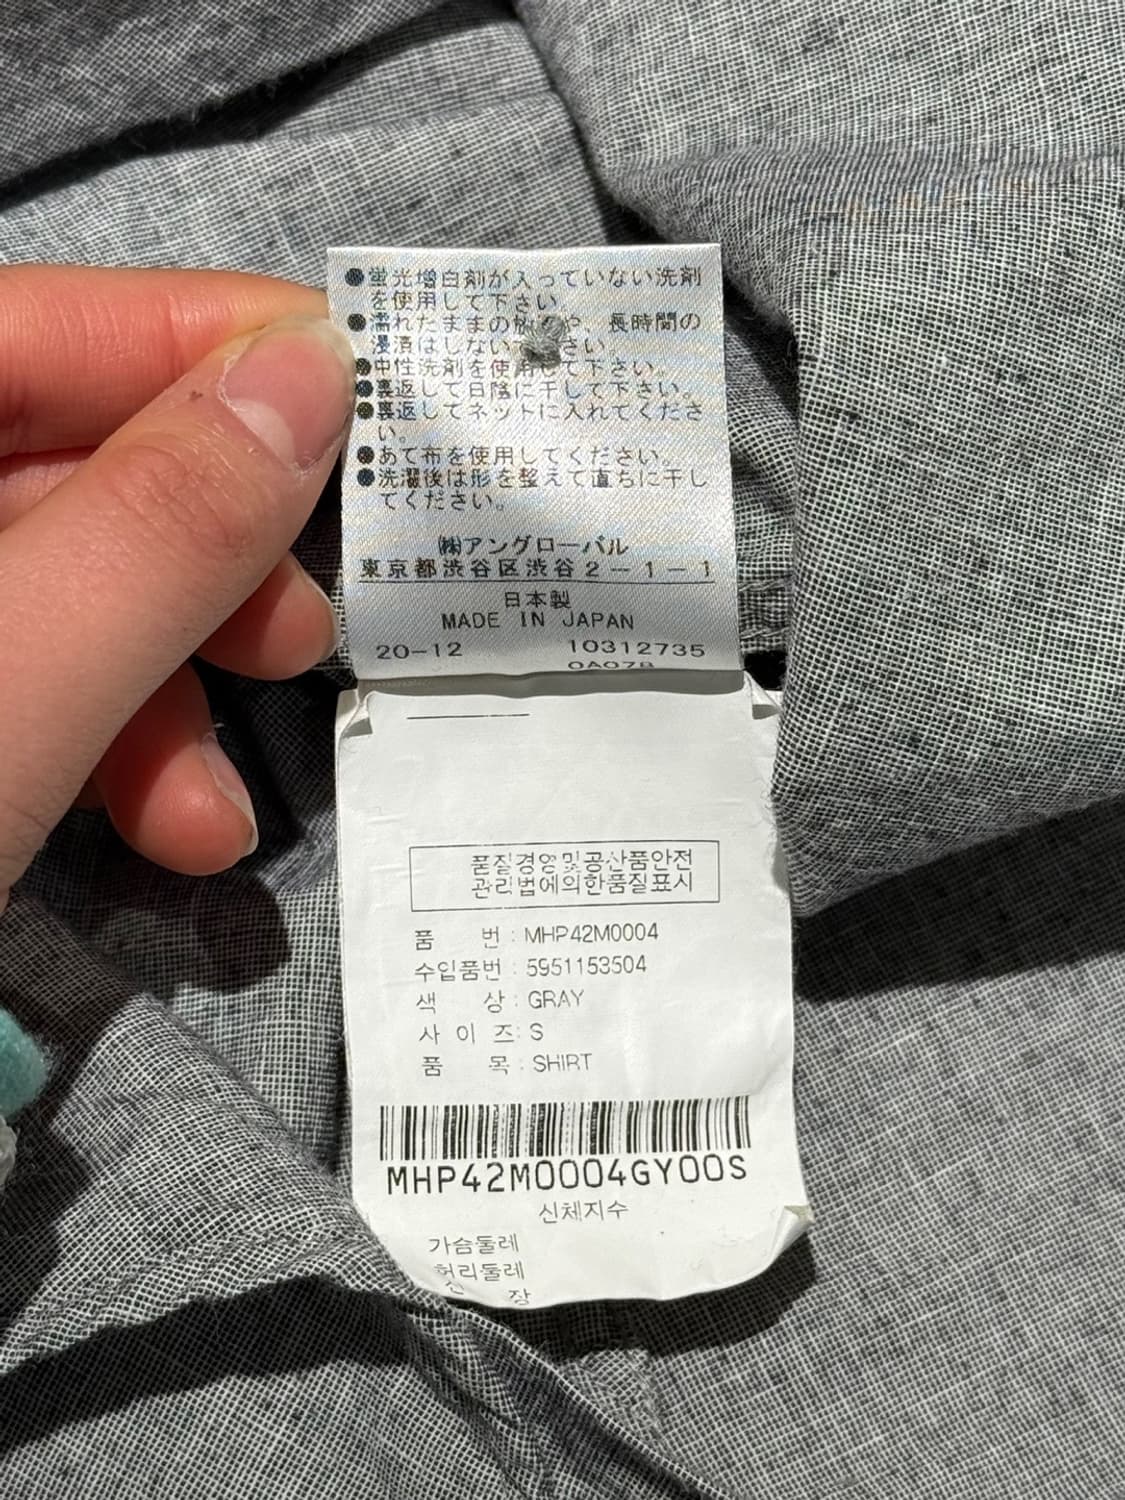 ●蛍光増白剤が入っていない洗剤
を使用して下さい。
●濡れたままの放置や、長時間の
浸漬はしないで下さい。
●中性洗剤を使用して下さい。
●裏返して日陰に干して下さい。
●裏返してネットに入れてくださ
い。
●あて布を使用してください。
●洗濯後は形を整えて直ちに干し
てください。
㈱アングローバル
東京都渋谷区渋谷2-1-1
日本製
MADE IN JAPAN
20-12 10312735
0A07B
품질경영및공산품안전
관리법에의한품질표시
품 번 : MHP42M0004
수입품번 : 5951153504
색 상 : GRAY
사 이 즈 : S
품 목 : SHIRT
MHP42M0004GY00S
신체지수
가슴둘레
허리둘레
신 장